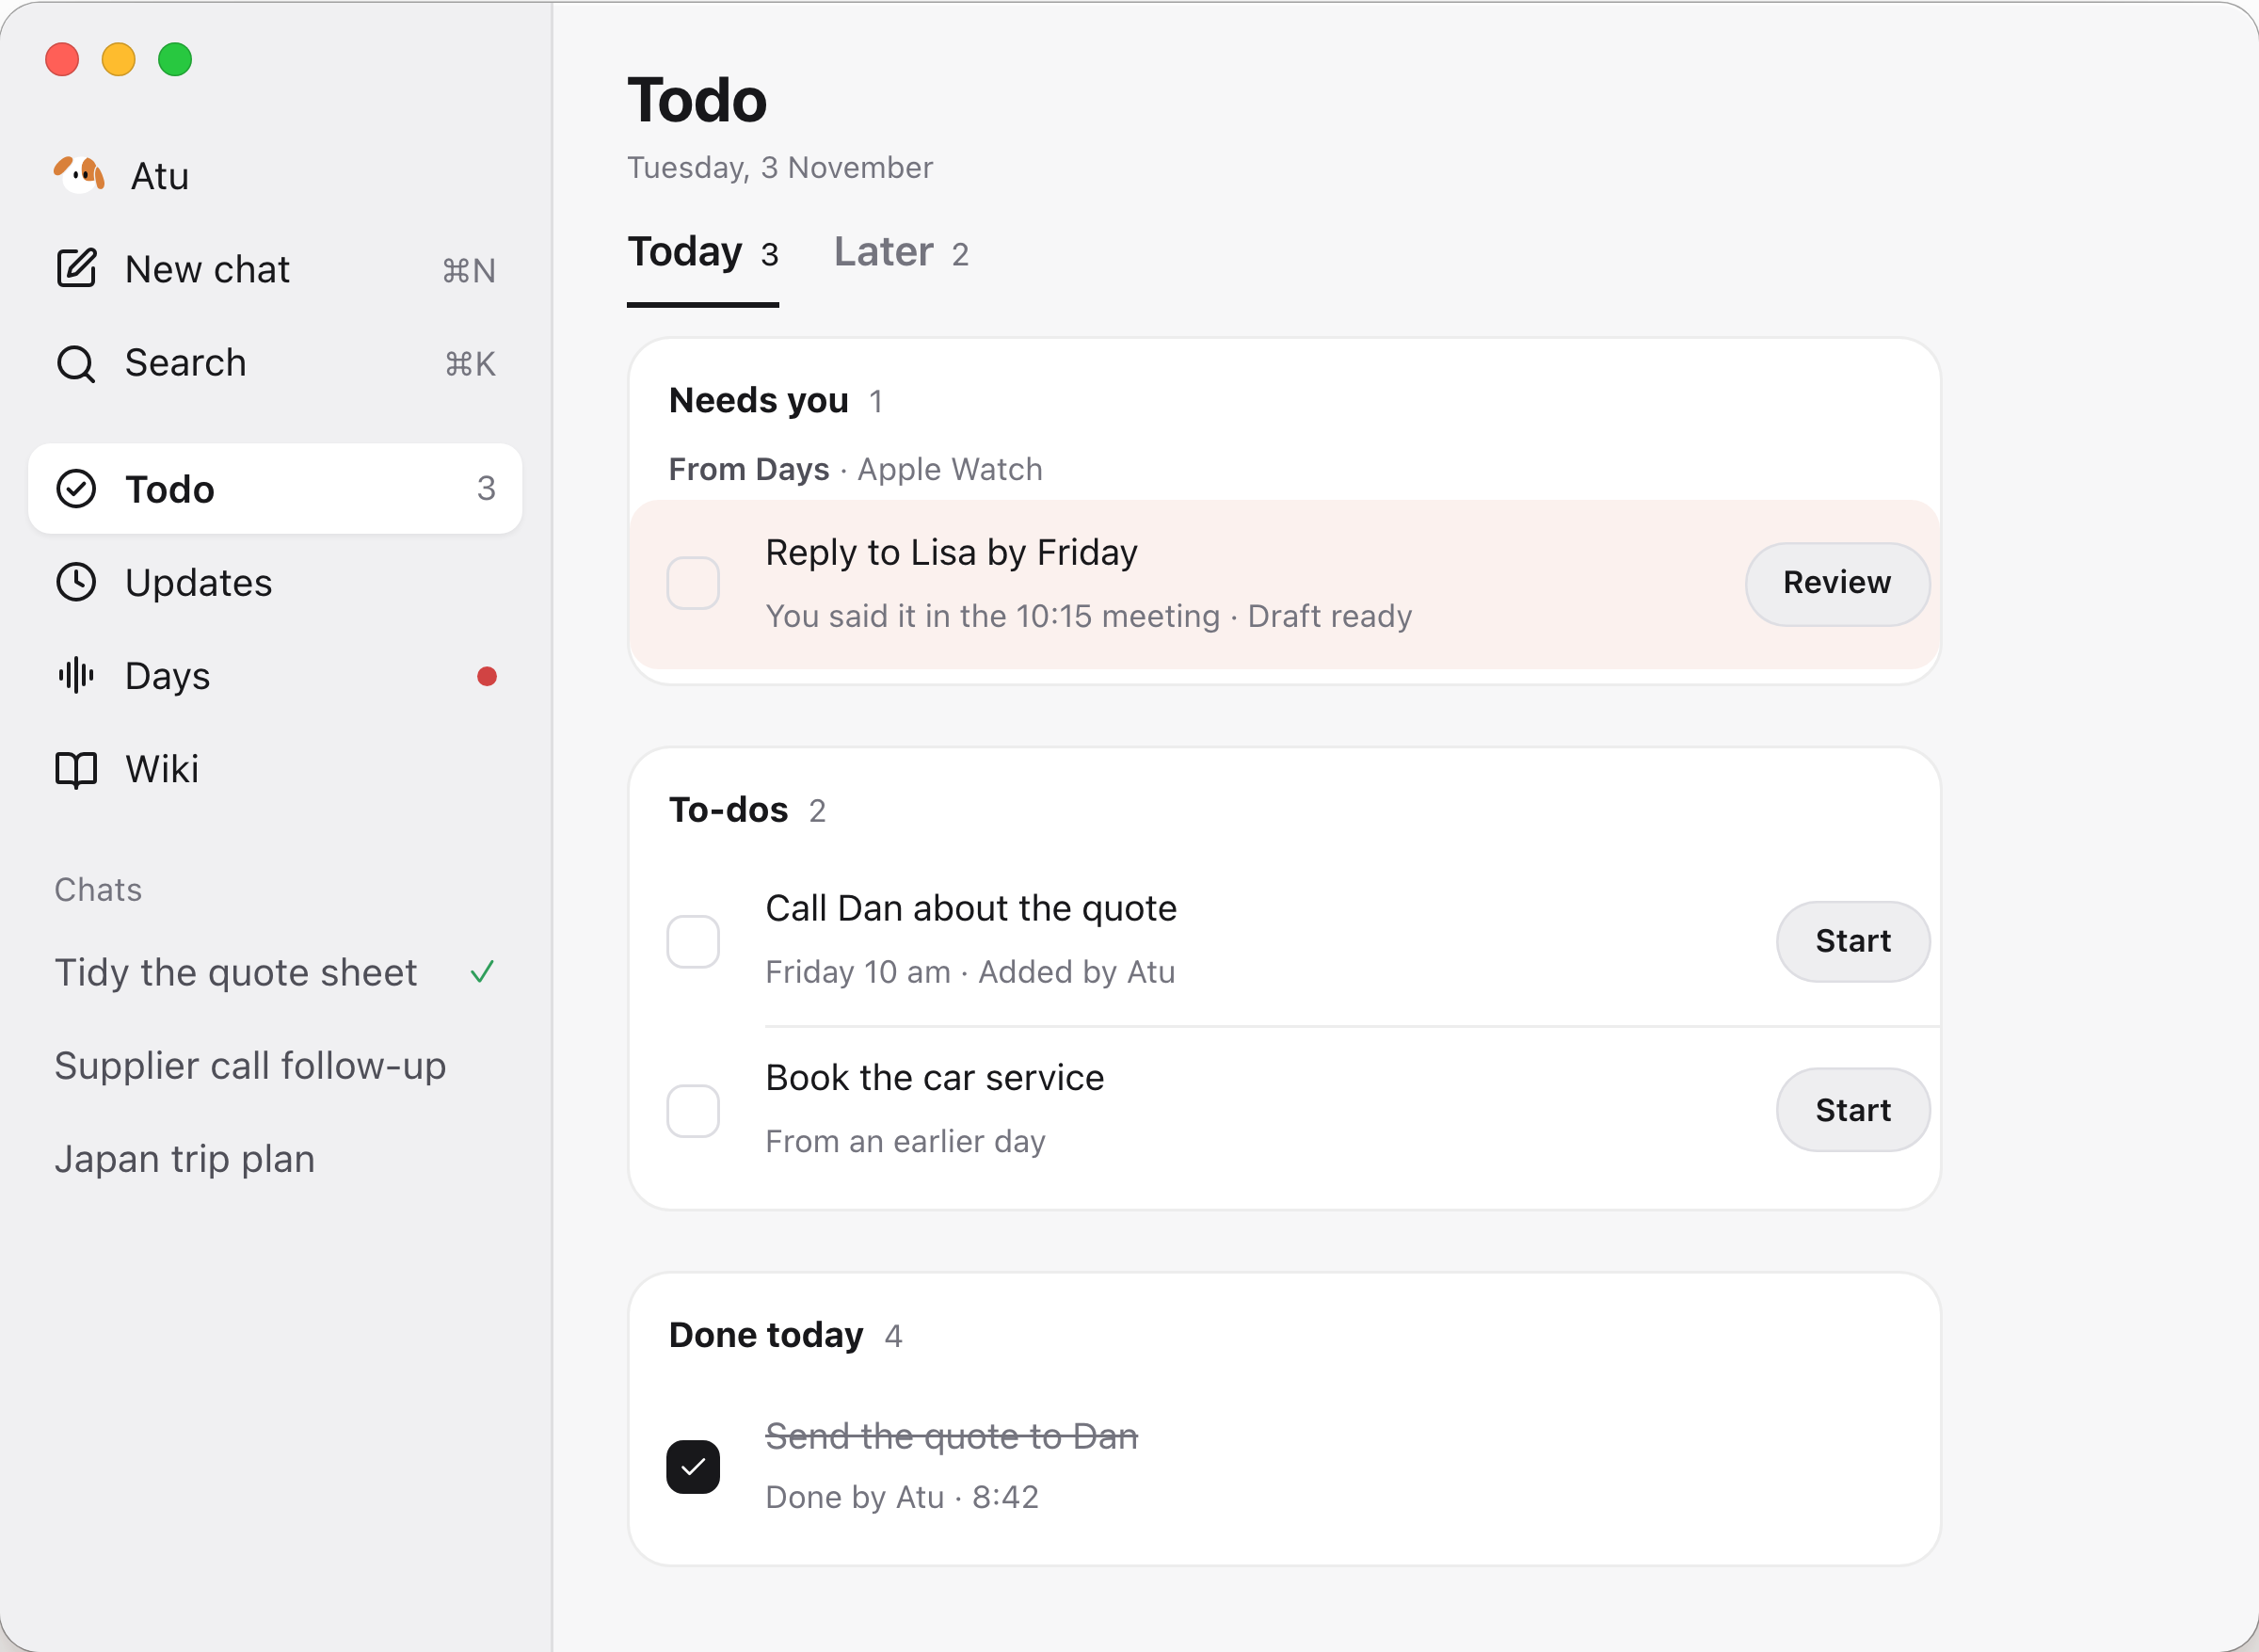 Atu
New chat ⌘N
Search ⌘K
Todo 3
Updates
Days
Wiki
Chats
Tidy the quote sheet
Supplier call follow-up
Japan trip plan
Todo
Tuesday, 3 November
Today 3 Later 2
Needs you 1
From Days · Apple Watch
Reply to Lisa by Friday
You said it in the 10:15 meeting · Draft ready
Review
To-dos 2
Call Dan about the quote
Friday 10 am · Added by Atu
Start
Book the car service
From an earlier day
Start
Done today 4
Send the quote to Dan
Done by Atu · 8:42